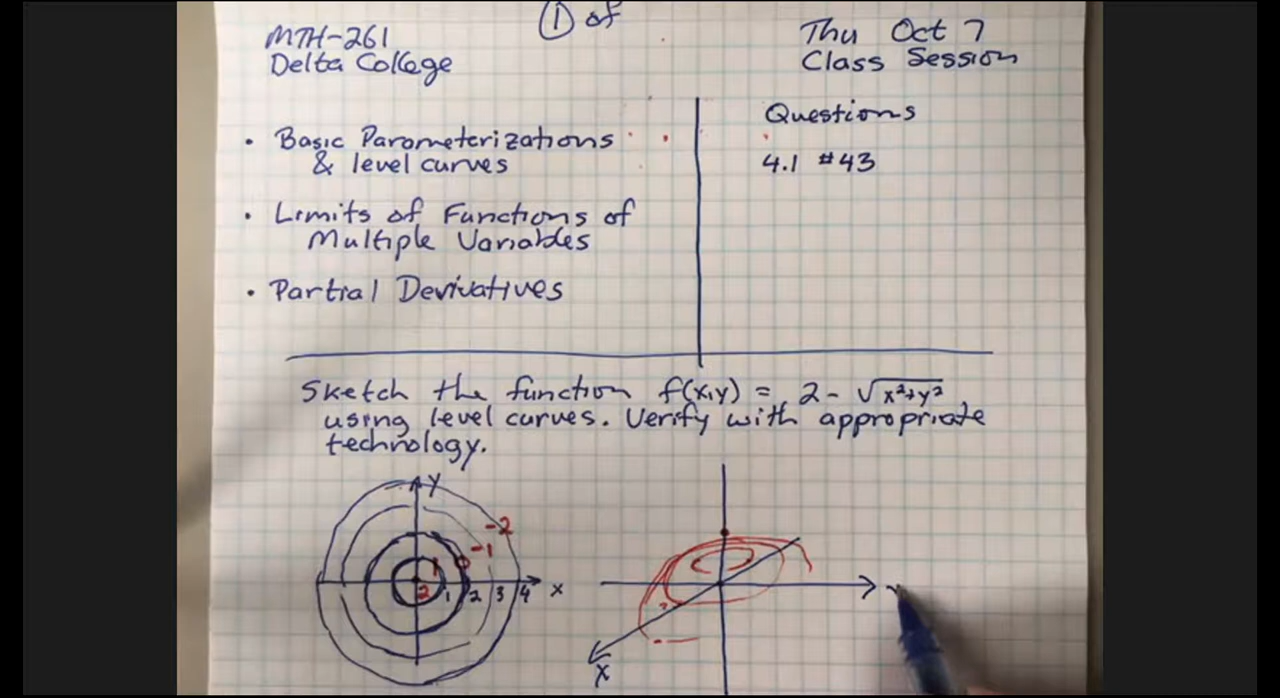 ① of
MTH-261
Delta College
Thu Oct 7
Class Session
• Basic Parameterizations
& level curves
• Limits of Functions of
Multiple Variables
• Partial Derivatives
Questions
4.1 #43
Sketch the function f(x,y) = 2 - √x²+y²
using level curves. Verify with appropriate
technology.
y
-2
-1
1 0
2 1 2 3 4 x
x